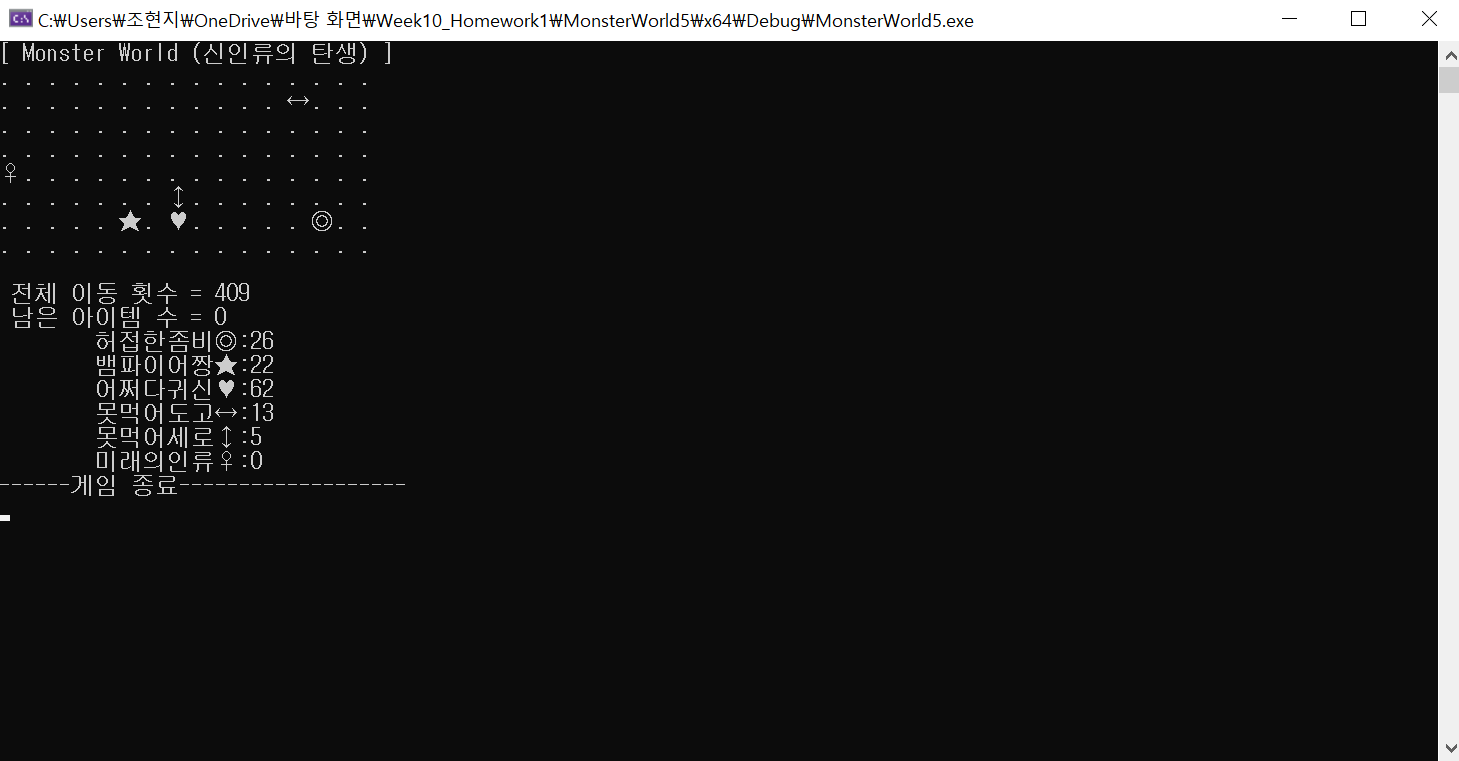 C:₩Users₩조현지₩OneDrive₩바탕 화면₩Week10_Homework1₩MonsterWorld5₩x64₩Debug₩MonsterWorld5.exe
[ Monster World (신인류의 탄생) ]
. . . . . . . . . . . . . . . .
. . . . . . . . . . . . ↔. . .
. . . . . . . . . . . . . . . .
. . . . . . . . . . . . . . . .
♀. . . . . . . . . . . . . . .
. . . . . . . ↕. . . . . . . .
. . . . . ★. ♥. . . . . ◎. .
. . . . . . . . . . . . . . . .
전체 이동 횟수 = 409
남은 아이템 수 = 0
허접한좀비◎:26
뱀파이어짱★:22
어쩌다귀신♥:62
못먹어도고↔:13
못먹어세로↕:5
미래의인류♀:0
------게임 종료-------------------